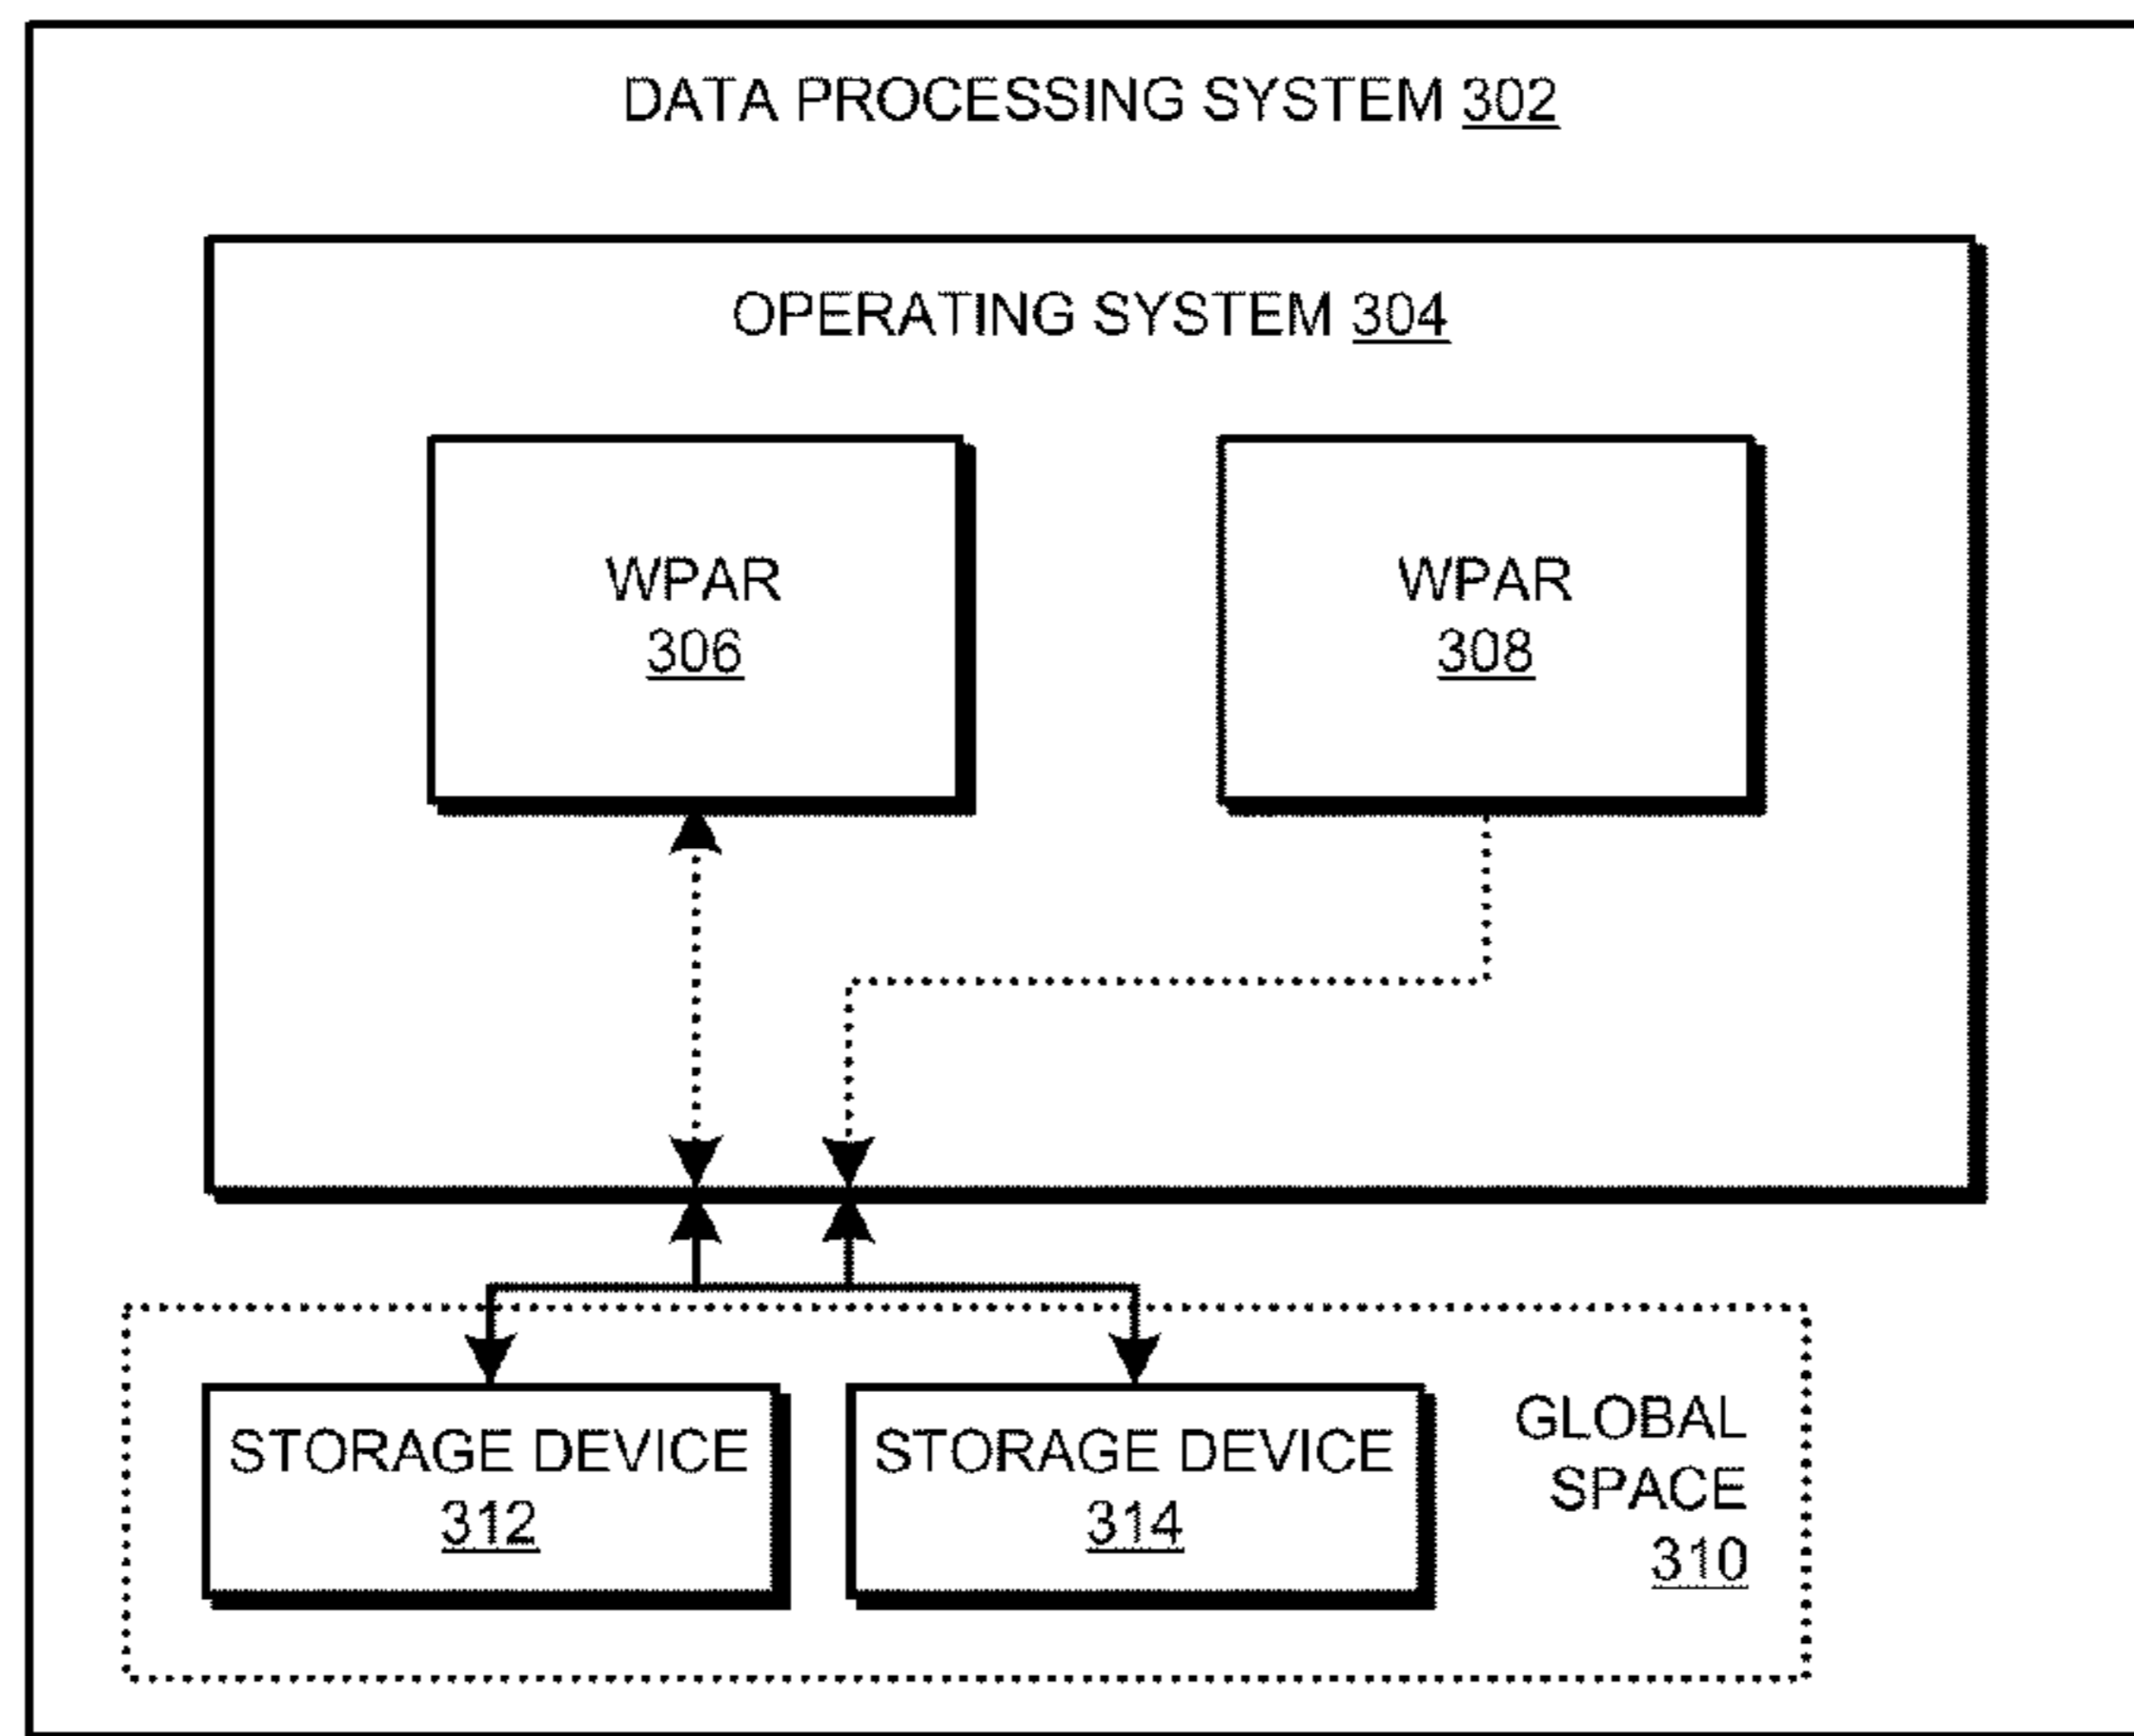 DATA PROCESSING SYSTEM 302
OPERATING SYSTEM 304
WPAR
306
WPAR
308
STORAGE DEVICE
312
STORAGE DEVICE
314
GLOBAL
SPACE
310